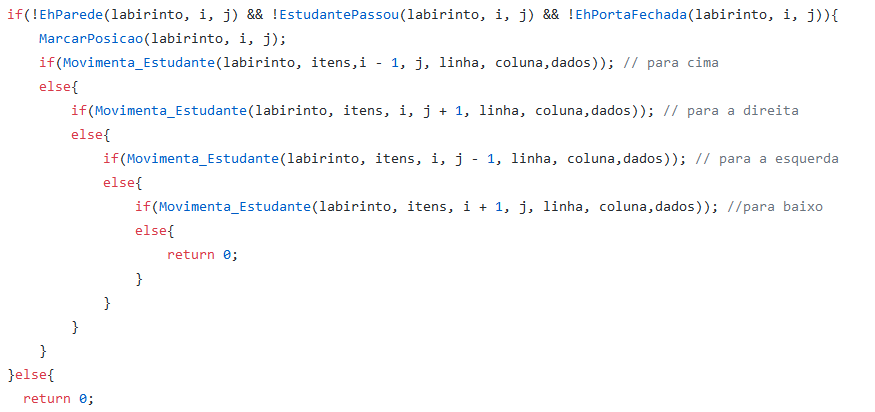 if(!EhParede(labirinto, i, j) && !EstudantePassou(labirinto, i, j) && !EhPortaFechada(labirinto, i, j)){
    MarcarPosicao(labirinto, i, j);
    if(Movimenta_Estudante(labirinto, itens,i - 1, j, linha, coluna,dados)); // para cima
    else{
        if(Movimenta_Estudante(labirinto, itens, i, j + 1, linha, coluna,dados)); // para a direita
        else{
            if(Movimenta_Estudante(labirinto, itens, i, j - 1, linha, coluna,dados)); // para a esquerda
            else{
                if(Movimenta_Estudante(labirinto, itens, i + 1, j, linha, coluna,dados)); //para baixo
                else{
                    return 0;
                }
            }
        }
    }
}else{
  return 0;